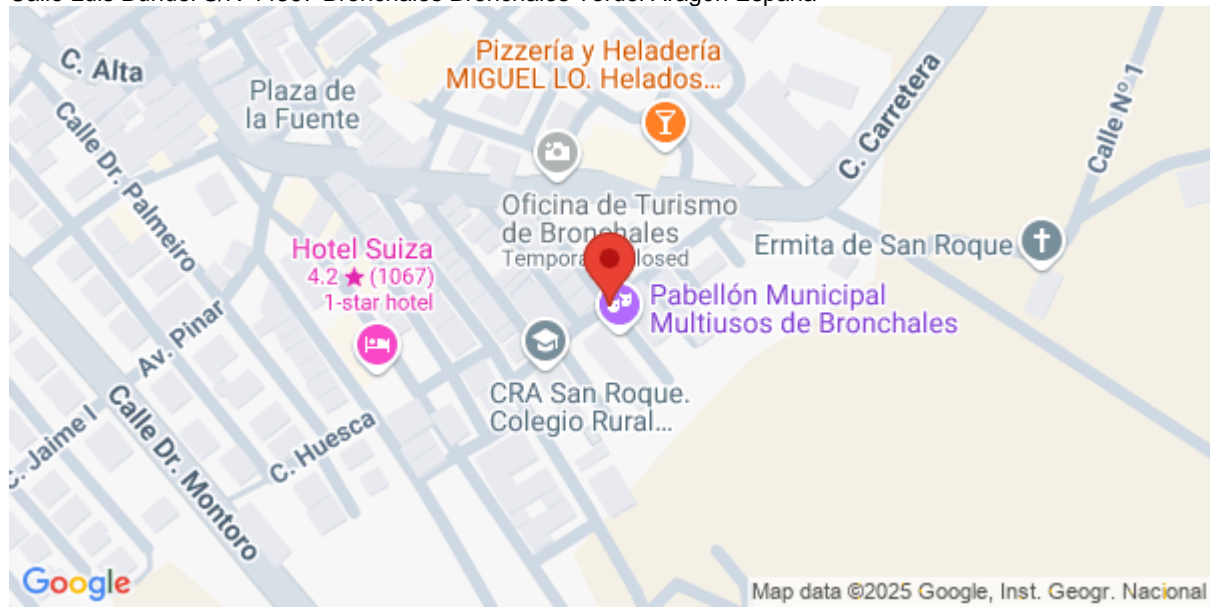 C. Alta
Plaza de
la Fuente
Pizzería y Heladería
MIGUEL LO. Helados...
C. Carretera
Calle Nº 1
Calle Dr. Palmeiro
Oficina de Turismo
de Bronchales
Hotel Suiza
4.2 ★ (1067)
1-star hotel
Ermita de San Roque
Pabellón Municipal
Multiusos de Bronchales
Av. Pinar
CRA San Roque.
Colegio Rural...
C. Jaime I
Calle Dr. Montoro
C. Huesca
Google
Map data ©2025 Google, Inst. Geogr. Nacional